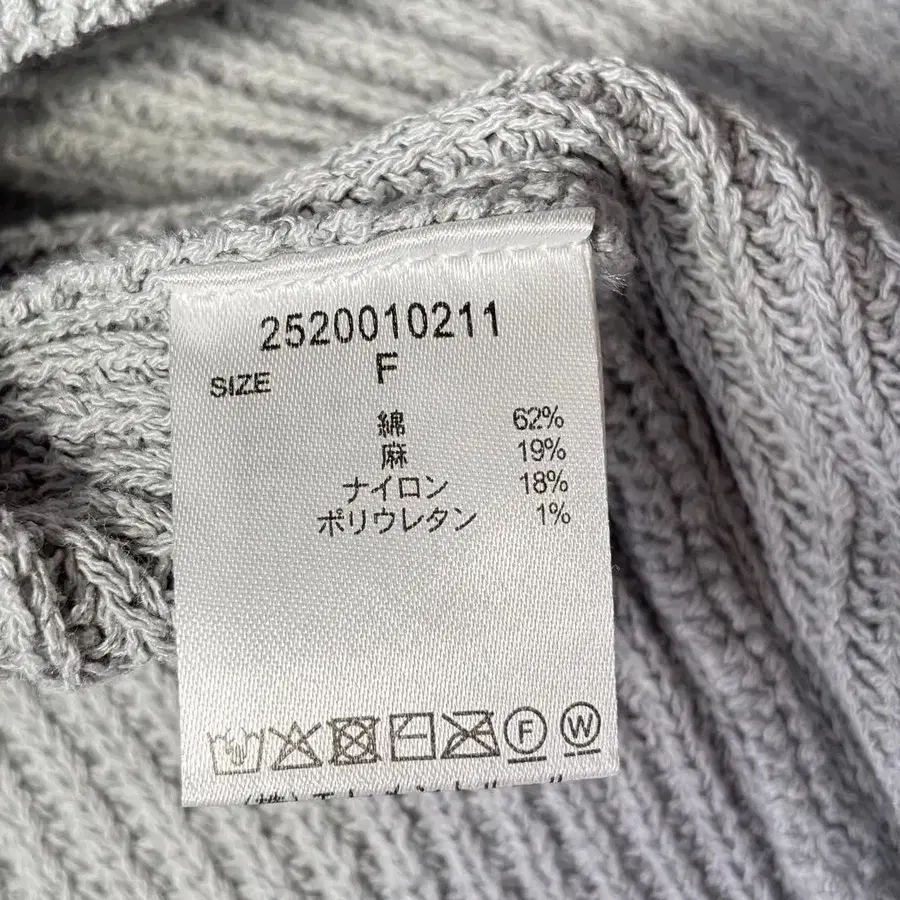 2520010211
SIZE F
綿 62%
麻 19%
ナイロン 18%
ポリウレタン 1%
F W